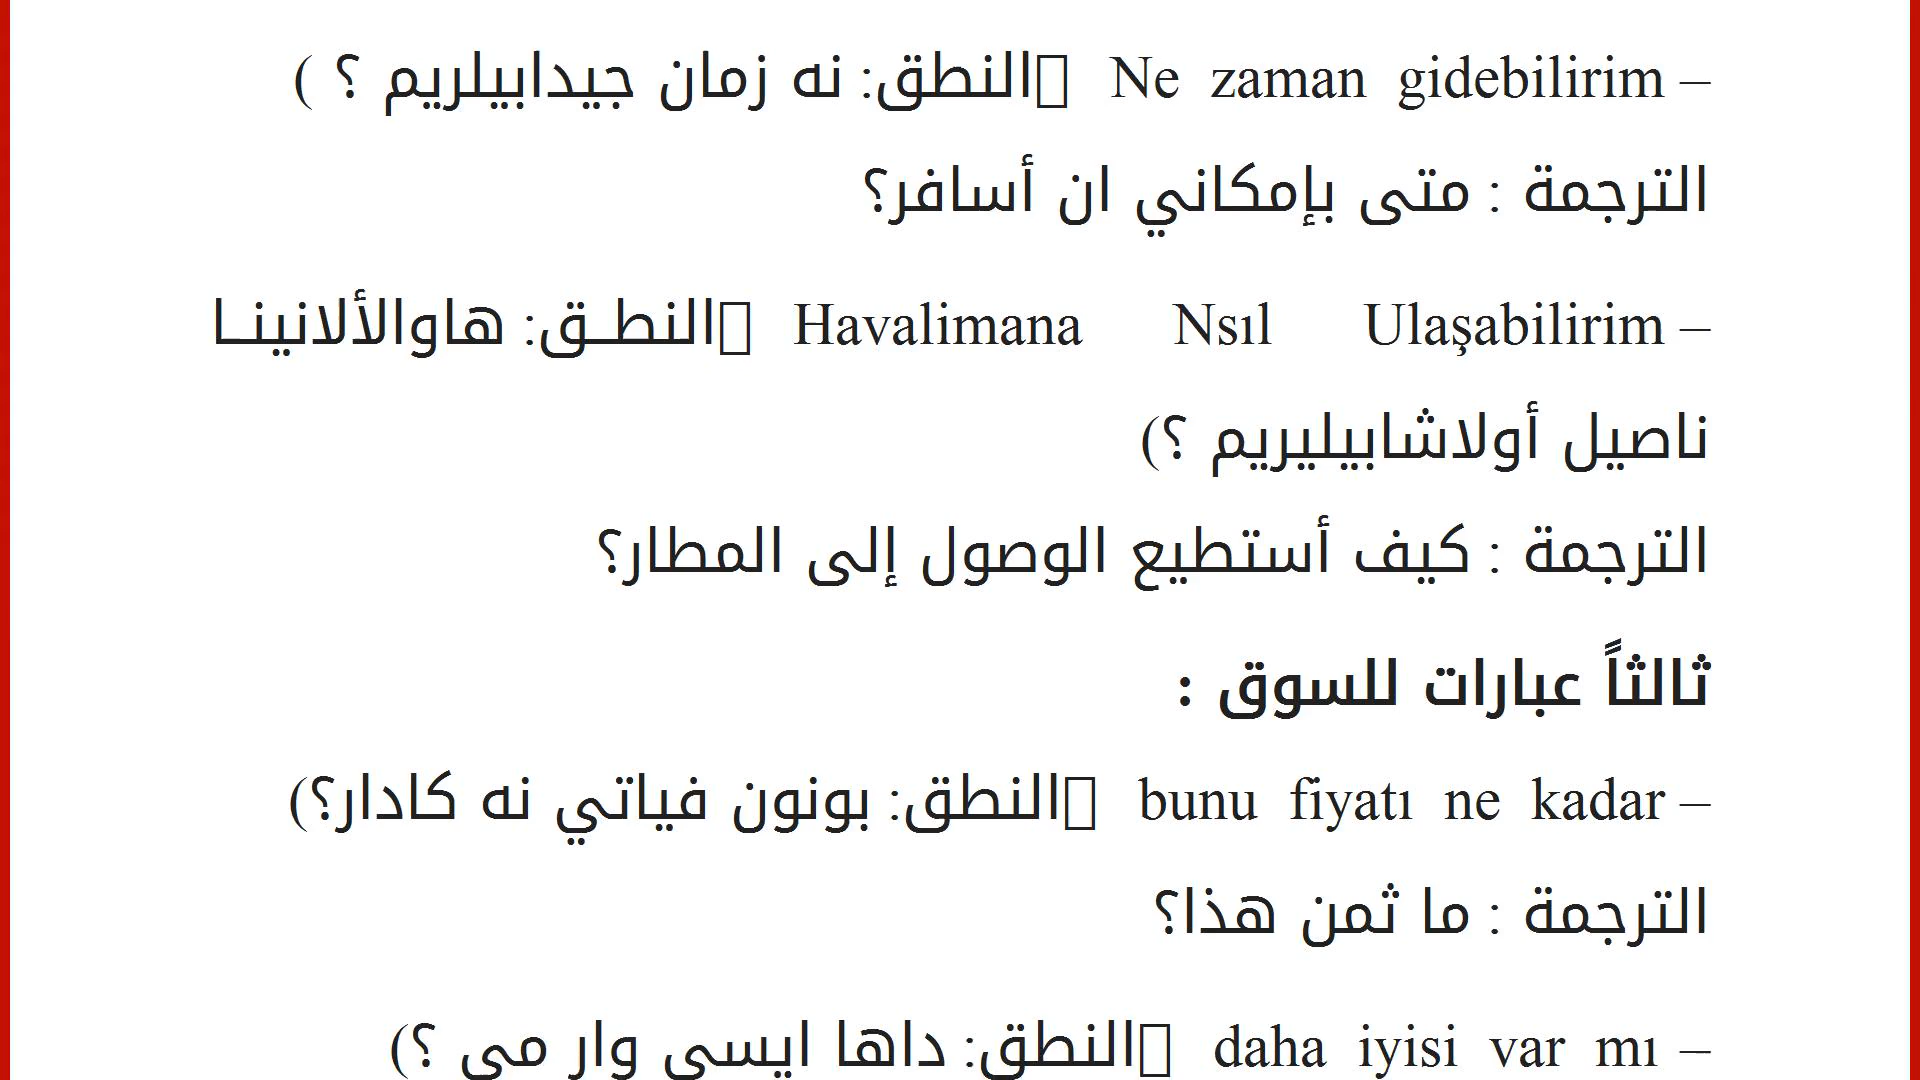 – Ne zaman gidebilirim ▯النطق: نه زمان جيدابيلريم ؟ )
الترجمة : متى بإمكاني ان أسافر؟
– Havalimana Nsıl Ulaşabilirim ▯النطــق: هاوالألانينــا
ناصيل أولاشابيليريم ؟)
الترجمة : كيف أستطيع الوصول إلى المطار؟
ثالثاً عبارات للسوق :
– bunu fiyatı ne kadar ▯النطق: بونون فياتي نه كادار؟)
الترجمة : ما ثمن هذا؟
– daha iyisi var mı ▯النطق: داها ايسى وار مى ؟)